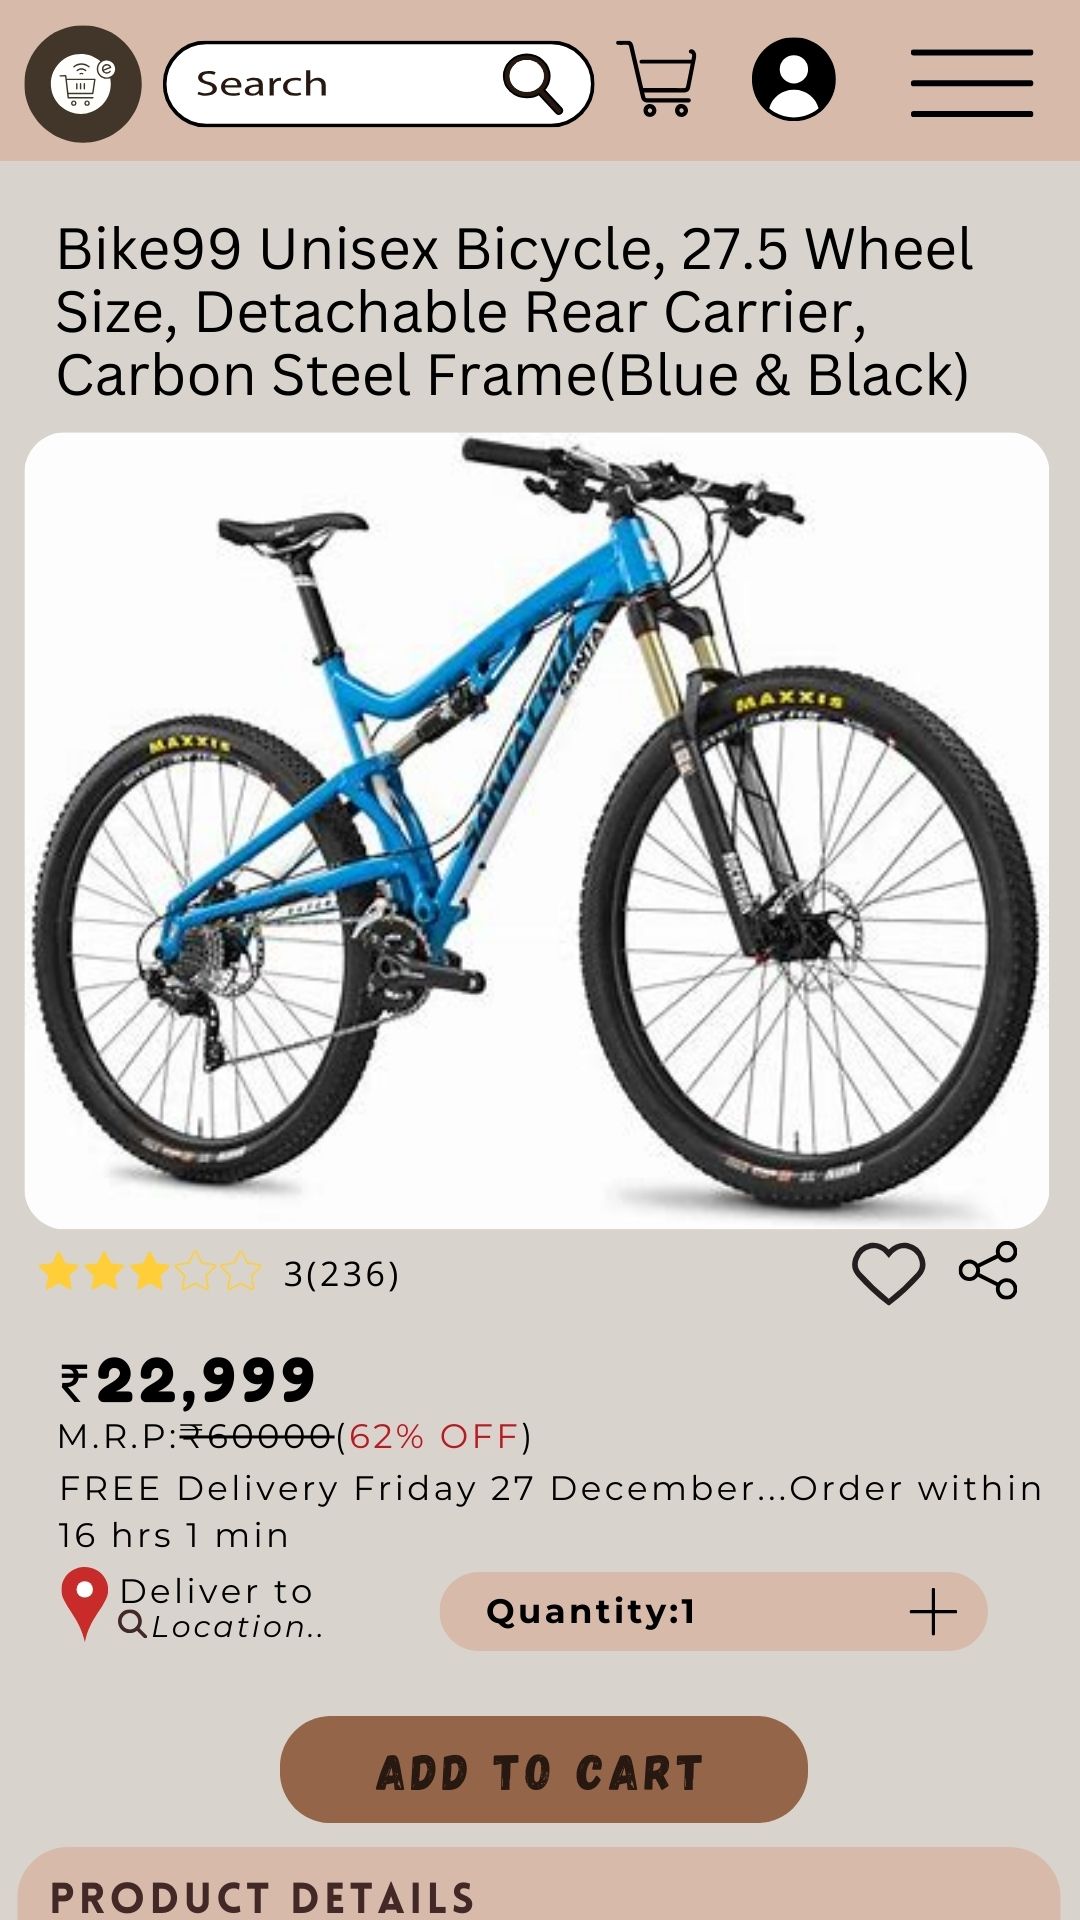 e
Search
Bike99 Unisex Bicycle, 27.5 Wheel
Size, Detachable Rear Carrier,
Carbon Steel Frame(Blue & Black)
MAXXIS
MAXXIS
SANTA
3(236)
₹22,999
M.R.P:₹60000(62% OFF)
FREE Delivery Friday 27 December...Order within
16 hrs 1 min
Deliver to
Location..
Quantity:1
ADD TO CART
PRODUCT DETAILS